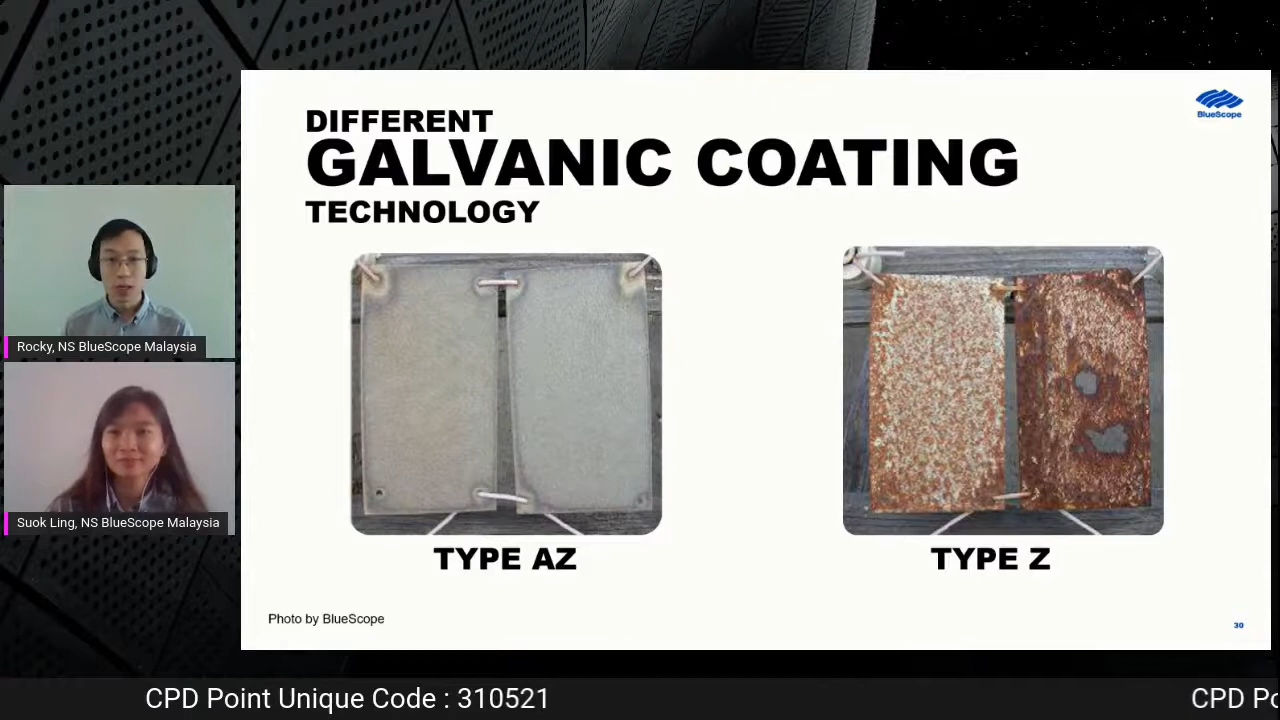 BlueScope
DIFFERENT
GALVANIC COATING
TECHNOLOGY
Rocky, NS BlueScope Malaysia
Suok Ling, NS BlueScope Malaysia
TYPE AZ
TYPE Z
Photo by BlueScope
30
CPD Point Unique Code : 310521
CPD